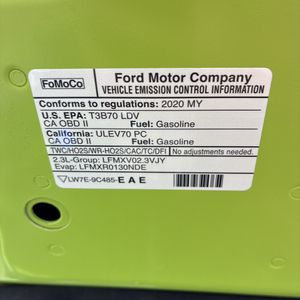 FoMoCo
Ford Motor Company
VEHICLE EMISSION CONTROL INFORMATION
Conforms to regulations: 2020 MY
U.S. EPA: T3B70 LDV
CA OBD II Fuel: Gasoline
California: ULEV70 PC
CA OBD II Fuel: Gasoline
TWC/HO2S/WR-HO2S/CAC/TC/DFI No adjustments needed.
2.3L-Group: LFMXV02.3VJY
Evap: LFMXR0130NDE
LW7E-9C485-EAE